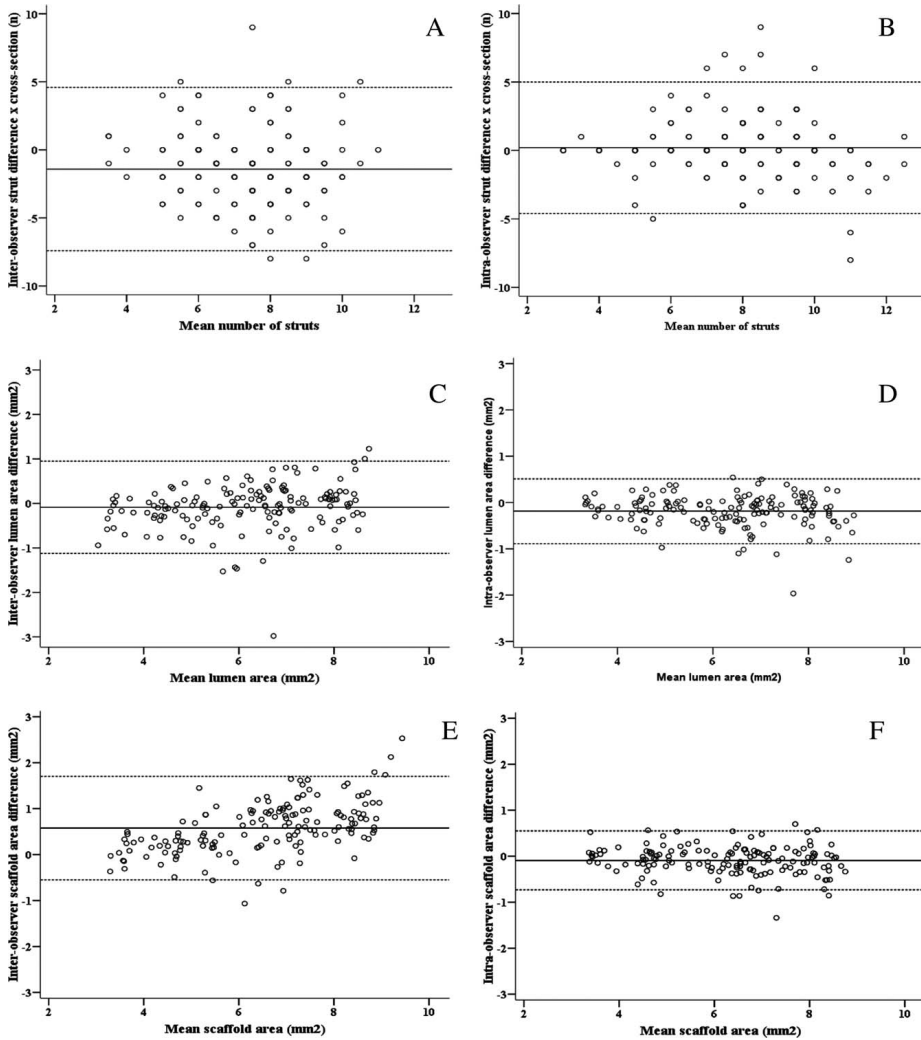 A
Inter-observer strut difference x cross-section (n)
10
5
0
-5
-10
2 4 6 8 10 12
Mean number of struts
B
Intra-observer strut difference x cross-section (n)
10
5
0
-5
-10
2 4 6 8 10 12
Mean number of struts
C
Inter-observer lumen area difference (mm2)
3
2
1
0
-1
-2
-3
2 4 6 8 10
Mean lumen area (mm2)
D
Intra-observer lumen area difference (mm2)
3
2
1
0
-1
-2
-3
2 4 6 8 10
Mean lumen area (mm2)
E
Inter-observer scaffold area difference (mm2)
3
2
1
0
-1
-2
-3
2 4 6 8 10
Mean scaffold area (mm2)
F
Intra-observer scaffold area difference (mm2)
3
2
1
0
-1
-2
-3
2 4 6 8 10
Mean scaffold area (mm2)